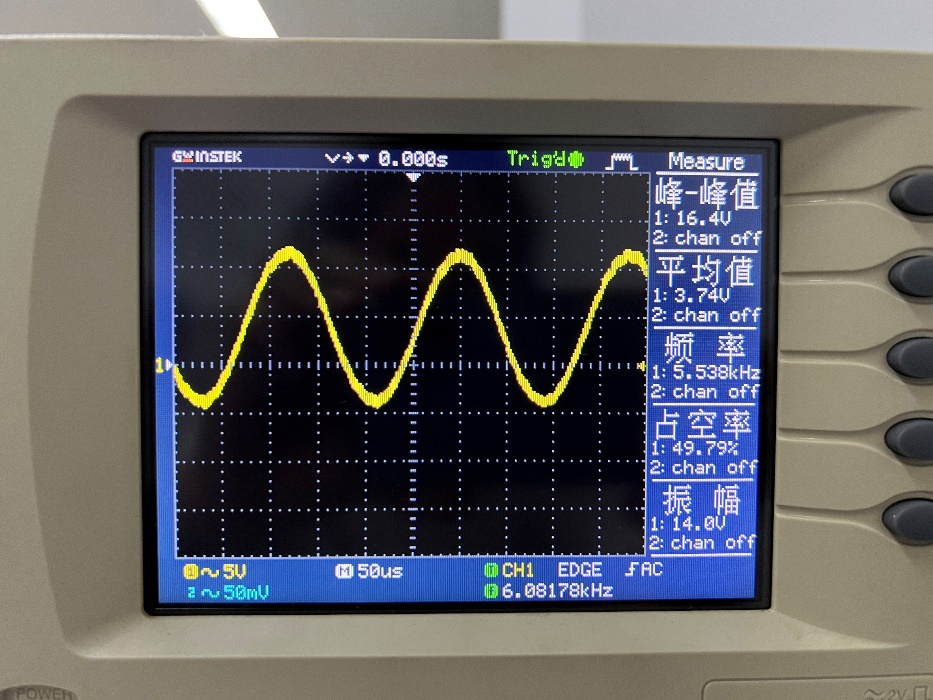 GWINSTEK 0.000s Trig'd Measure
峰-峰值
1: 16.4V
2: chan off
平均值
1: 3.74V
2: chan off
频 率
1: 5.538kHz
2: chan off
占空率
1: 49.79%
2: chan off
振 幅
1: 14.0V
2: chan off
1
1 ~ 5V M 50us T CH1 EDGE AC
2 ~ 50mV F 6.08178kHz
POWER